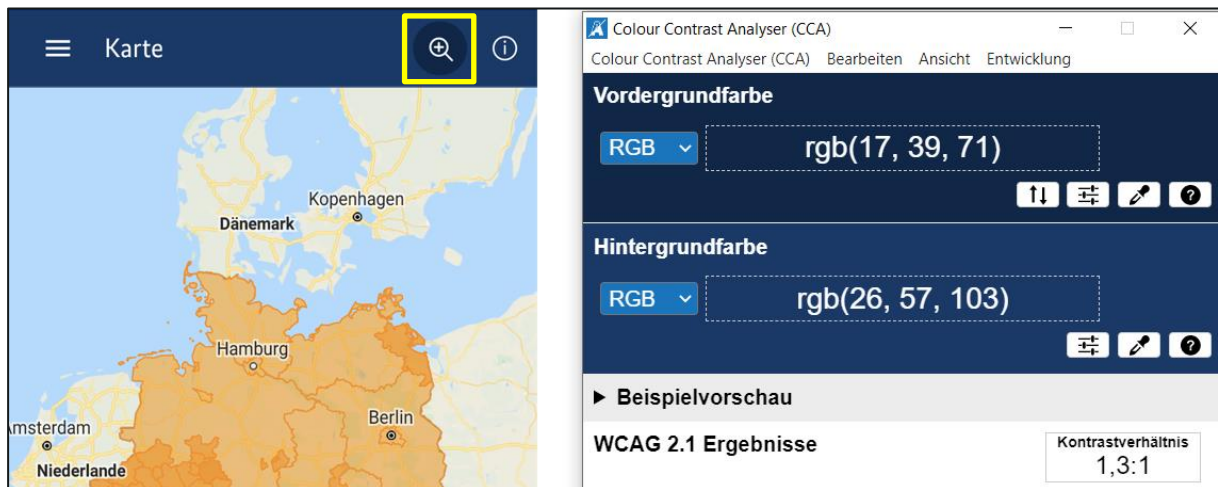 Karte
Kopenhagen
Dänemark
Hamburg
Berlin
Amsterdam
Niederlande
Colour Contrast Analyser (CCA)
Colour Contrast Analyser (CCA) Bearbeiten Ansicht Entwicklung
Vordergrundfarbe
RGB rgb(17, 39, 71)
Hintergrundfarbe
RGB rgb(26, 57, 103)
Beispielvorschau
WCAG 2.1 Ergebnisse
Kontrastverhältnis
1,3:1